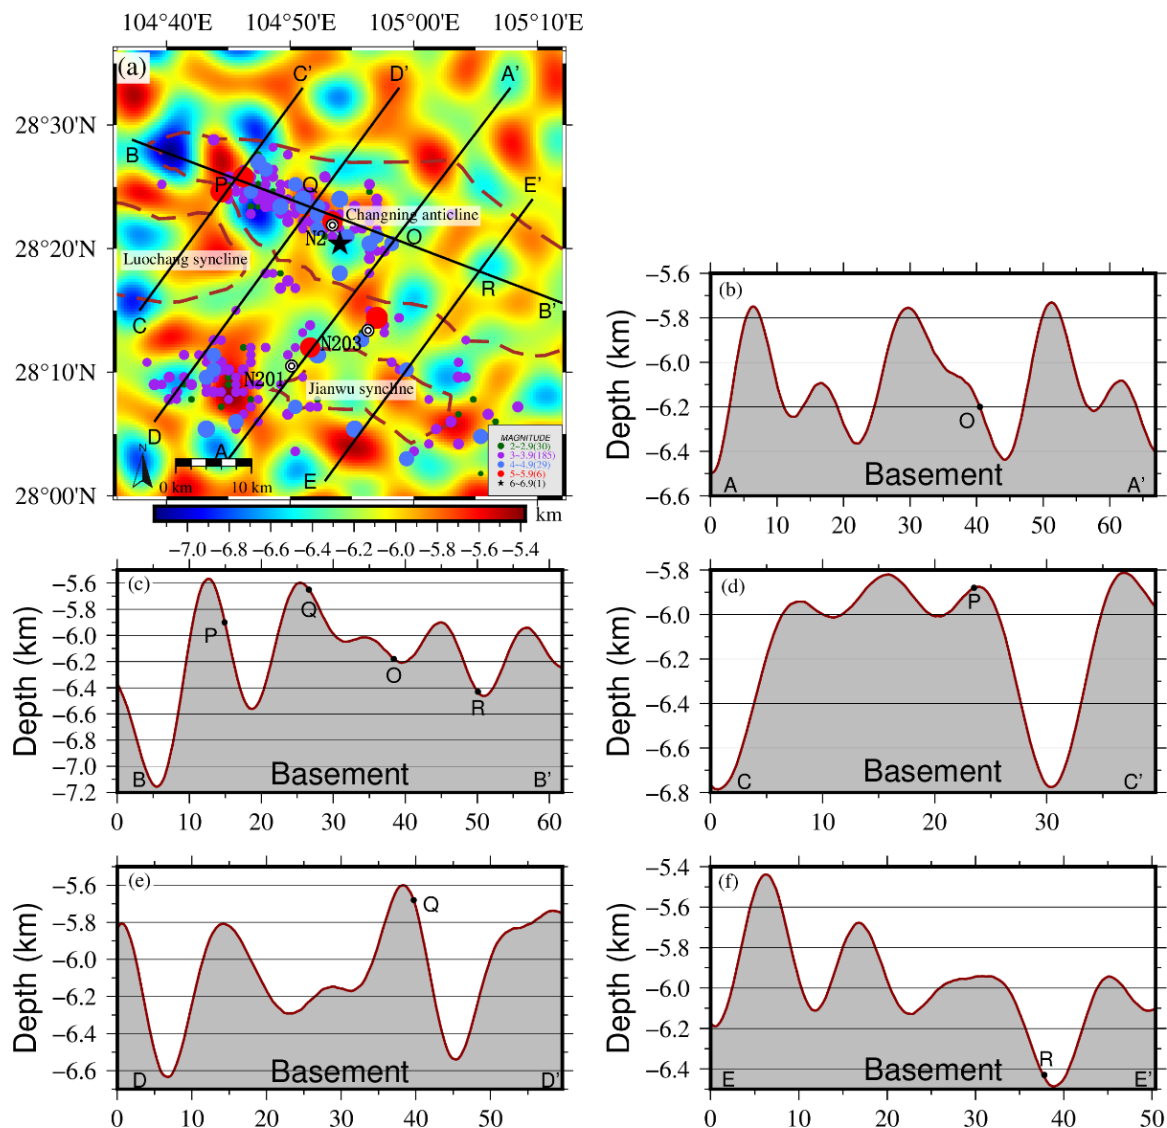 104°40'E 104°50'E 105°00'E 105°10'E
(a)
C' D' A'
28°30'N
B
E'
P Q
Changning anticline
28°20'N
N2
O
Luochang syncline
R
B'
C
N203
28°10'N
N201
Jianwu syncline
D
A
E
N
0 km 10 km
28°00'N
MAGNITUDE
2-2.9(30)
3-3.9(185)
4-4.9(29)
5-5.9(6)
6-6.9(1)
km
−7.0 −6.8 −6.6 −6.4 −6.2 −6.0 −5.8 −5.6 −5.4
(b)
Depth (km)
−5.6
−5.8
−6.0
−6.2
−6.4
−6.6
O
Basement
A A'
0 10 20 30 40 50 60
(c)
Depth (km)
−5.6
−5.8
−6.0
−6.2
−6.4
−6.6
−6.8
−7.0
−7.2
P Q O R
Basement
B B'
0 10 20 30 40 50 60
(d)
Depth (km)
−5.8
−6.0
−6.2
−6.4
−6.6
−6.8
P
Basement
C C'
0 10 20 30
(e)
Depth (km)
−5.6
−5.8
−6.0
−6.2
−6.4
−6.6
Q
Basement
D D'
0 10 20 30 40 50
(f)
Depth (km)
−5.4
−5.6
−5.8
−6.0
−6.2
−6.4
R
Basement
E E'
0 10 20 30 40 50